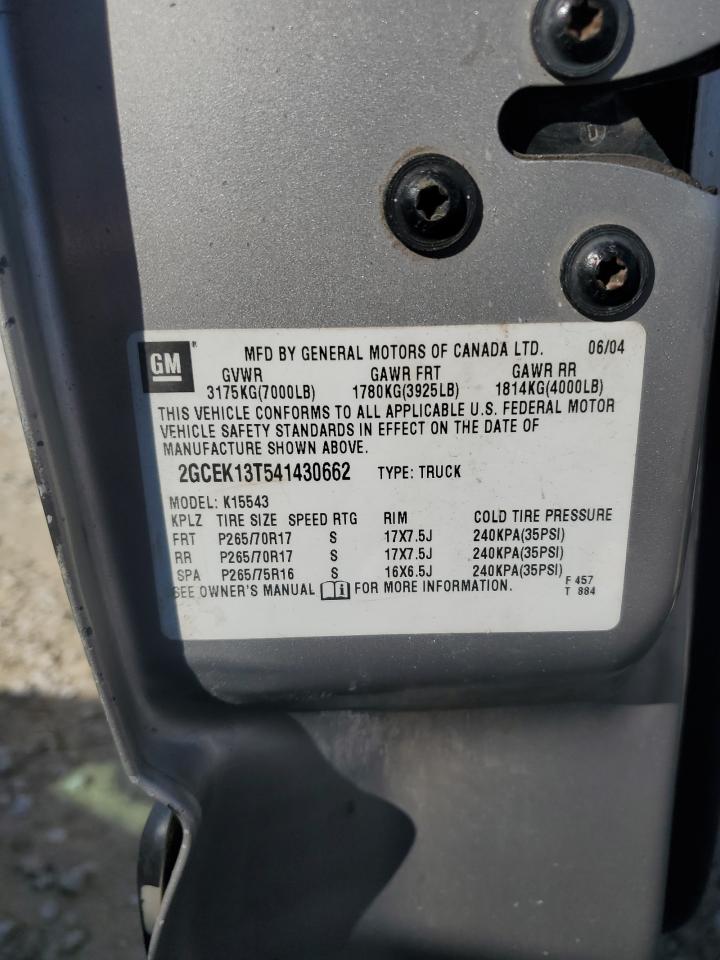 GM® MFD BY GENERAL MOTORS OF CANADA LTD. 06/04
GVWR GAWR FRT GAWR RR
3175KG(7000LB) 1780KG(3925LB) 1814KG(4000LB)
THIS VEHICLE CONFORMS TO ALL APPLICABLE U.S. FEDERAL MOTOR
VEHICLE SAFETY STANDARDS IN EFFECT ON THE DATE OF
MANUFACTURE SHOWN ABOVE.
2GCEK13T541430662 TYPE: TRUCK
MODEL: K15543
KPLZ TIRE SIZE SPEED RTG RIM COLD TIRE PRESSURE
FRT P265/70R17 S 17X7.5J 240KPA(35PSI)
RR P265/70R17 S 17X7.5J 240KPA(35PSI)
SPA P265/75R16 S 16X6.5J 240KPA(35PSI)
SEE OWNER'S MANUAL i FOR MORE INFORMATION.
F 457
T 884